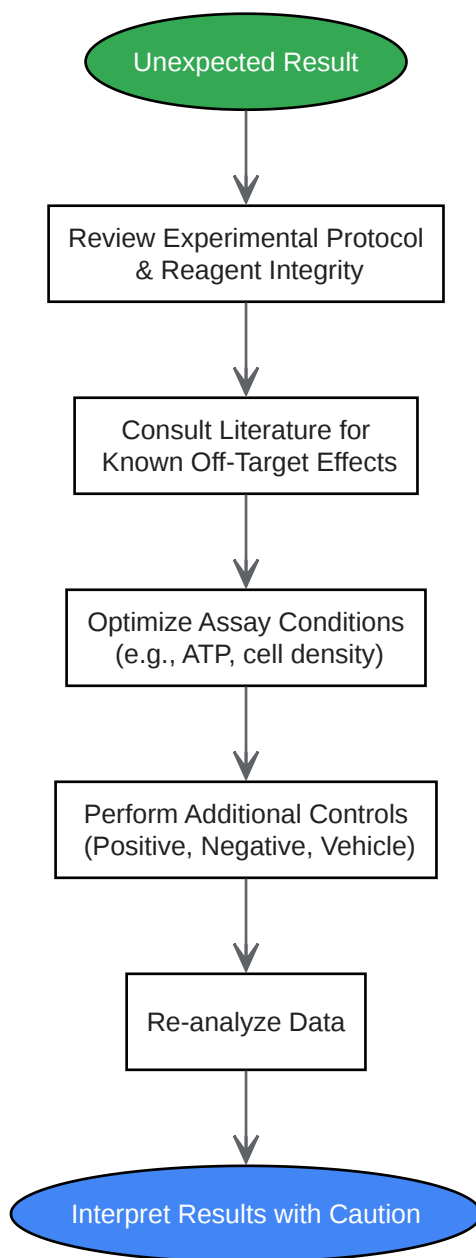 Unexpected Result
Review Experimental Protocol
& Reagent Integrity
Consult Literature for
Known Off-Target Effects
Optimize Assay Conditions
(e.g., ATP, cell density)
Perform Additional Controls
(Positive, Negative, Vehicle)
Re-analyze Data
Interpret Results with Caution